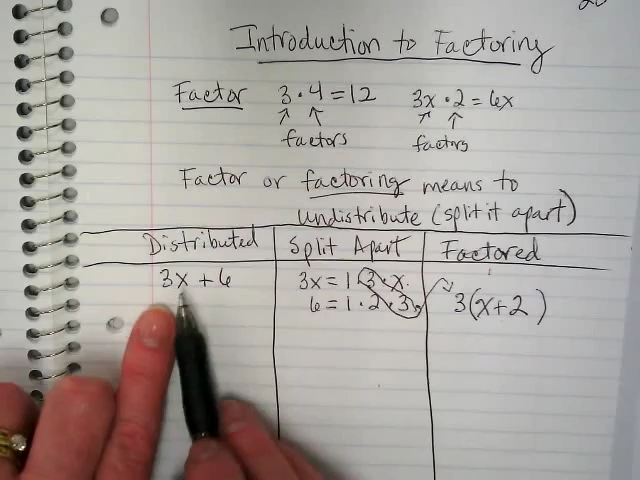 Introduction to Factoring
Factor 3 · 4 = 12 3x · 2 = 6x
factors factors
Factor or factoring means to
undistribute (split it apart)
Distributed Split Apart Factored
3x + 6 3x = 1 · 3 · x
6 = 1 · 2 · 3 3(x+2)